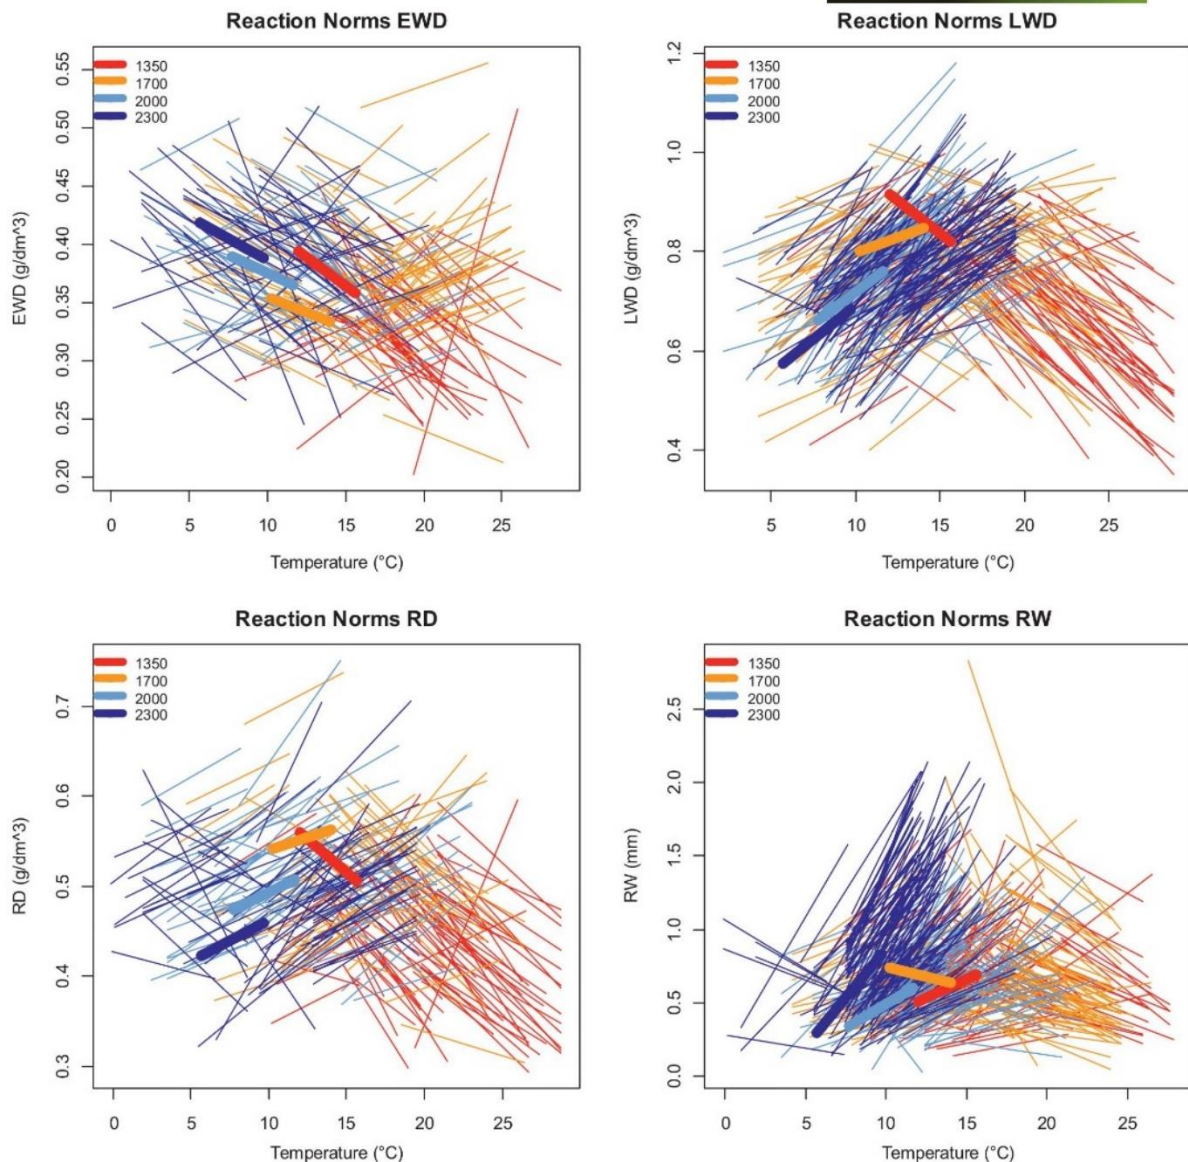 Reaction Norms EWD
1350
1700
2000
2300
0.55
0.50
0.45
0.40
0.35
0.30
0.25
0.20
EWD (g/dm^3)
0 5 10 15 20 25
Temperature (°C)
Reaction Norms LWD
1350
1700
2000
2300
1.2
1.0
0.8
0.6
0.4
LWD (g/dm^3)
5 10 15 20 25
Temperature (°C)
Reaction Norms RD
1350
1700
2000
2300
0.7
0.6
0.5
0.4
0.3
RD (g/dm^3)
0 5 10 15 20 25
Temperature (°C)
Reaction Norms RW
1350
1700
2000
2300
2.5
2.0
1.5
1.0
0.5
0.0
RW (mm)
0 5 10 15 20 25
Temperature (°C)